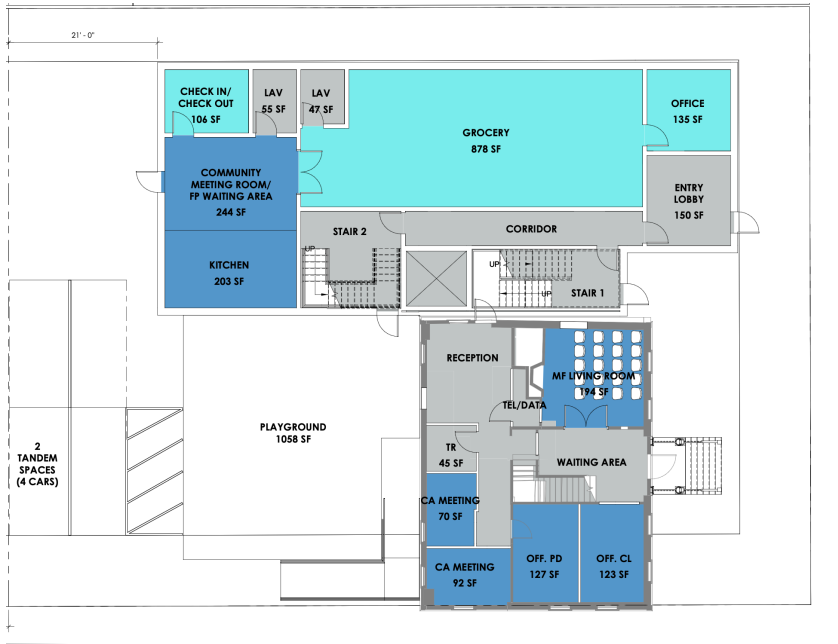 21' - 0"
CHECK IN/
CHECK OUT
106 SF
LAV
55 SF
LAV
47 SF
GROCERY
878 SF
OFFICE
135 SF
COMMUNITY
MEETING ROOM/
FP WAITING AREA
244 SF
ENTRY
LOBBY
150 SF
STAIR 2
CORRIDOR
UP
KITCHEN
203 SF
UP
UP
STAIR 1
RECEPTION
MF LIVING ROOM
194 SF
TEL/DATA
PLAYGROUND
1058 SF
2
TANDEM
SPACES
(4 CARS)
TR
45 SF
WAITING AREA
CA MEETING
70 SF
CA MEETING
92 SF
OFF. PD
127 SF
OFF. CL
123 SF